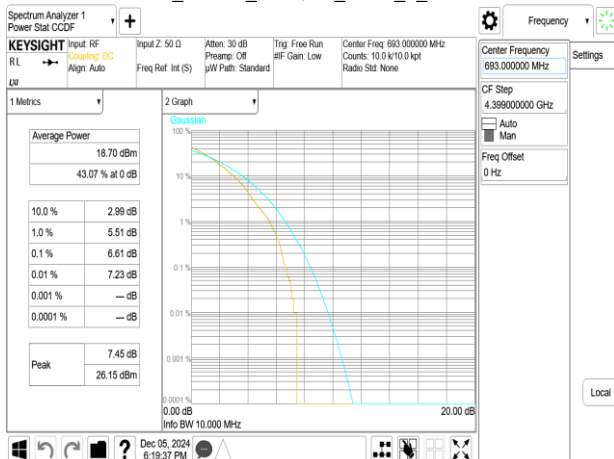 Spectrum Analyzer 1
Power Stat CCDF
Frequency
KEYSIGHT
RL
Input: RF
Coupling: DC
Align: Auto
Input Z: 50 Ω
Freq Ref: Int (S)
Atten: 30 dB
Preamp: Off
µW Path: Standard
Trig: Free Run
#IF Gain: Low
Center Freq: 693.000000 MHz
Counts: 10.0 k/10.0 kpt
Radio Std: None
Center Frequency
693.000000 MHz
Settings
CF Step
4.399000000 GHz
Auto
Man
Freq Offset
0 Hz
1 Metrics
Average Power
18.70 dBm
43.07 % at 0 dB
10.0 % 2.99 dB
1.0 % 5.51 dB
0.1 % 6.61 dB
0.01 % 7.23 dB
0.001 % — dB
0.0001 % — dB
Peak
7.45 dB
26.15 dBm
2 Graph
Gaussian
100 %
10 %
1 %
0.1 %
0.01 %
0.001 %
0.0001 %
0.00 dB 20.00 dB
Info BW 10.000 MHz
Local
?
Dec 05, 2024
6:19:37 PM